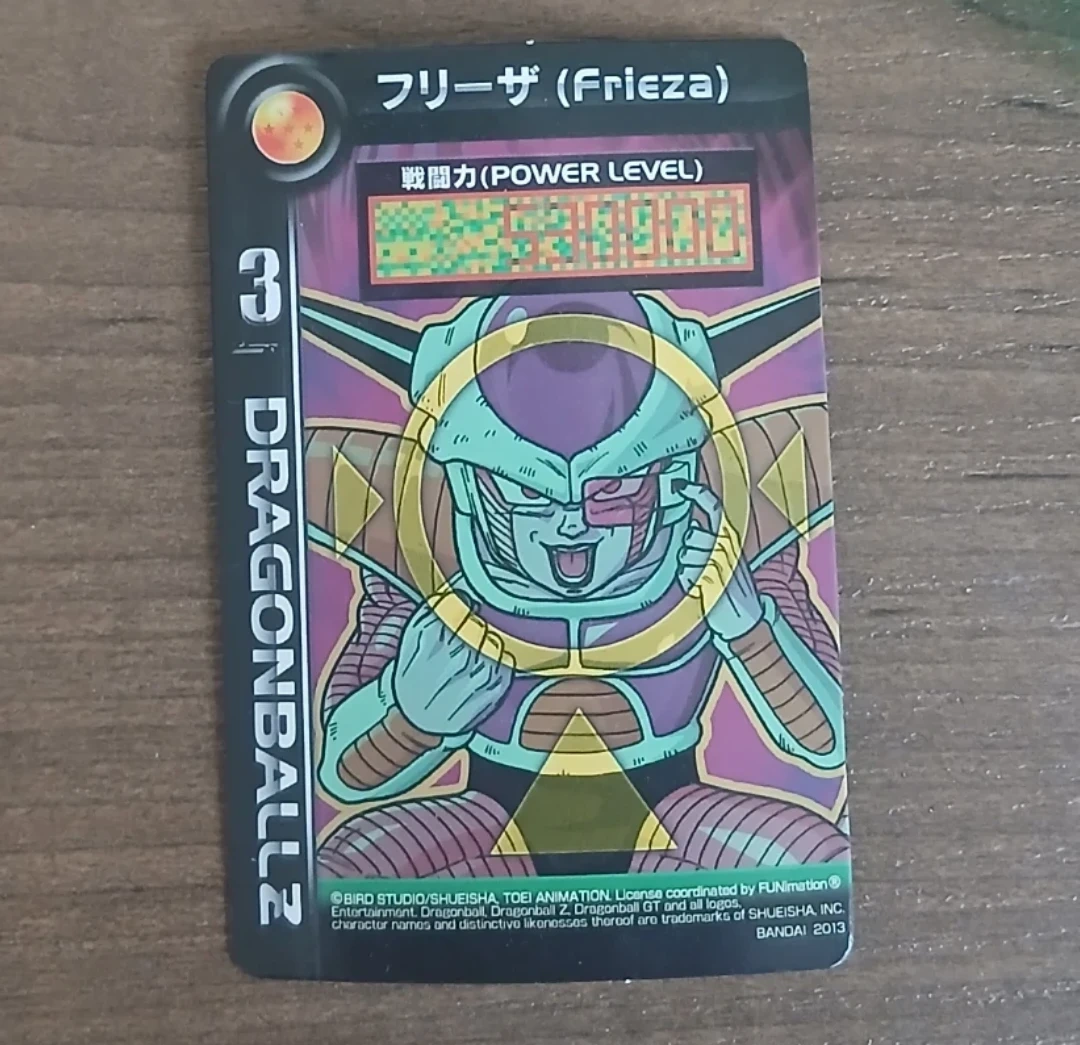 フリーザ (Frieza)
戦闘力(POWER LEVEL)
530000
DRAGONBALL Z
©BIRD STUDIO/SHUEISHA, TOEI ANIMATION. License coordinated by FUNimation®
Entertainment. Dragonball, Dragonball Z, Dragonball GT and all logos,
character names and distinctive likenesses thereof are trademarks of SHUEISHA, INC.
BANDAI 2013